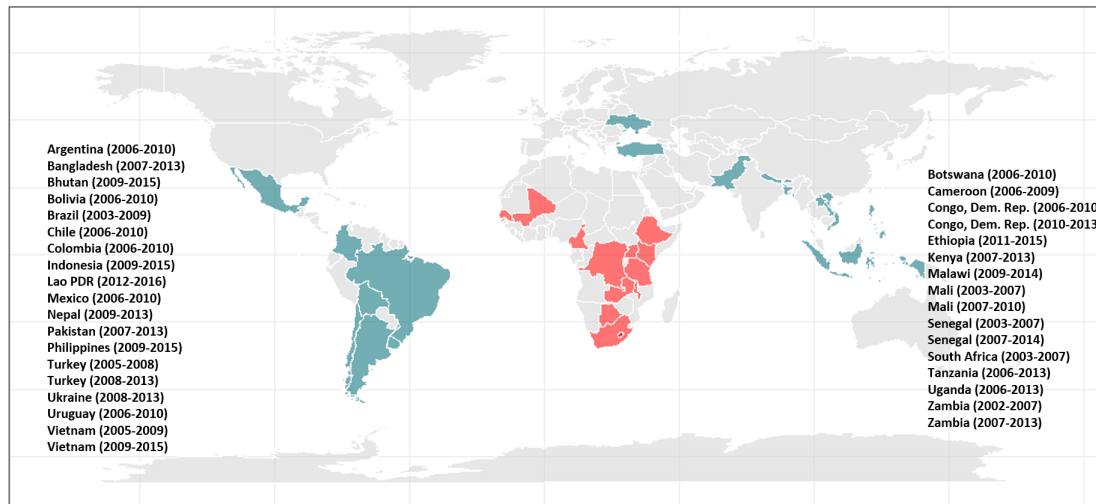 Argentina (2006-2010)
Bangladesh (2007-2013)
Bhutan (2009-2015)
Bolivia (2006-2010)
Brazil (2003-2009)
Chile (2006-2010)
Colombia (2006-2010)
Indonesia (2009-2015)
Lao PDR (2012-2016)
Mexico (2006-2010)
Nepal (2009-2013)
Pakistan (2007-2013)
Philippines (2009-2015)
Turkey (2005-2008)
Turkey (2008-2013)
Ukraine (2008-2013)
Uruguay (2006-2010)
Vietnam (2005-2009)
Vietnam (2009-2015)
Botswana (2006-2010)
Cameroon (2006-2009)
Congo, Dem. Rep. (2006-2010
Congo, Dem. Rep. (2010-2013
Ethiopia (2011-2015)
Kenya (2007-2013)
Malawi (2009-2014)
Mali (2003-2007)
Mali (2007-2010)
Senegal (2003-2007)
Senegal (2007-2014)
South Africa (2003-2007)
Tanzania (2006-2013)
Uganda (2006-2013)
Zambia (2002-2007)
Zambia (2007-2013)